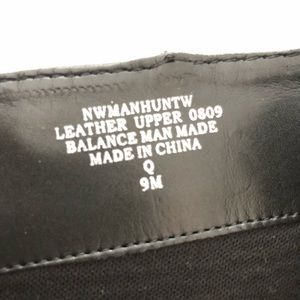 NWMANHUNTW
LEATHER UPPER 0809
BALANCE MAN MADE
MADE IN CHINA
Q
9M